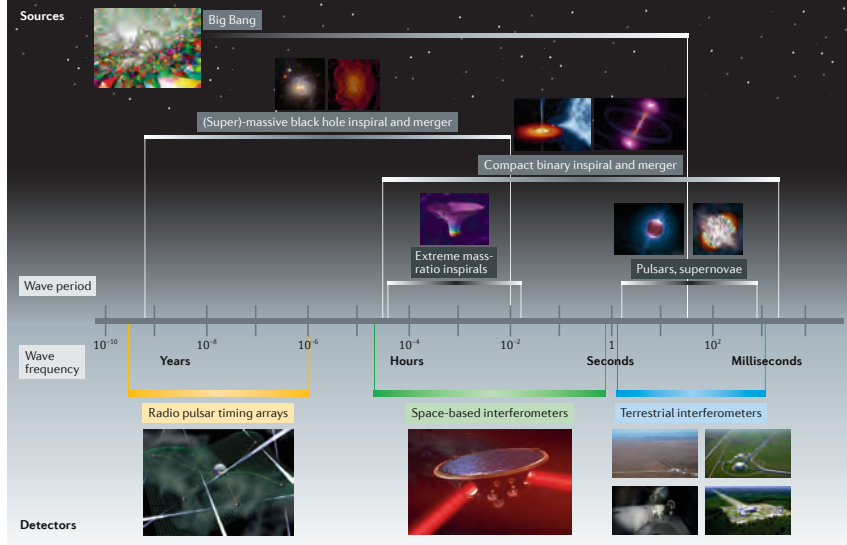 Sources
Big Bang
(Super)-massive black hole inspiral and merger
Compact binary inspiral and merger
Extreme mass-
ratio inspirals
Pulsars, supernovae
Wave period
Wave
frequency
10⁻¹⁰
10⁻⁸
10⁻⁶
10⁻⁴
10⁻²
1
10²
Years
Hours
Seconds
Milliseconds
Radio pulsar timing arrays
Space-based interferometers
Terrestrial interferometers
Detectors